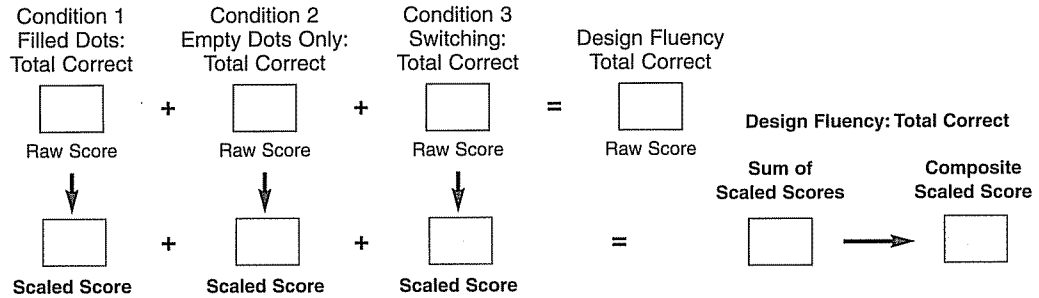 Condition 1
Filled Dots:
Total Correct
Condition 2
Empty Dots Only:
Total Correct
Condition 3
Switching:
Total Correct
Design Fluency
Total Correct
+
+
=
Raw Score
Raw Score
Raw Score
Raw Score
Design Fluency: Total Correct
Sum of
Scaled Scores
Composite
Scaled Score
+
+
=
Scaled Score
Scaled Score
Scaled Score